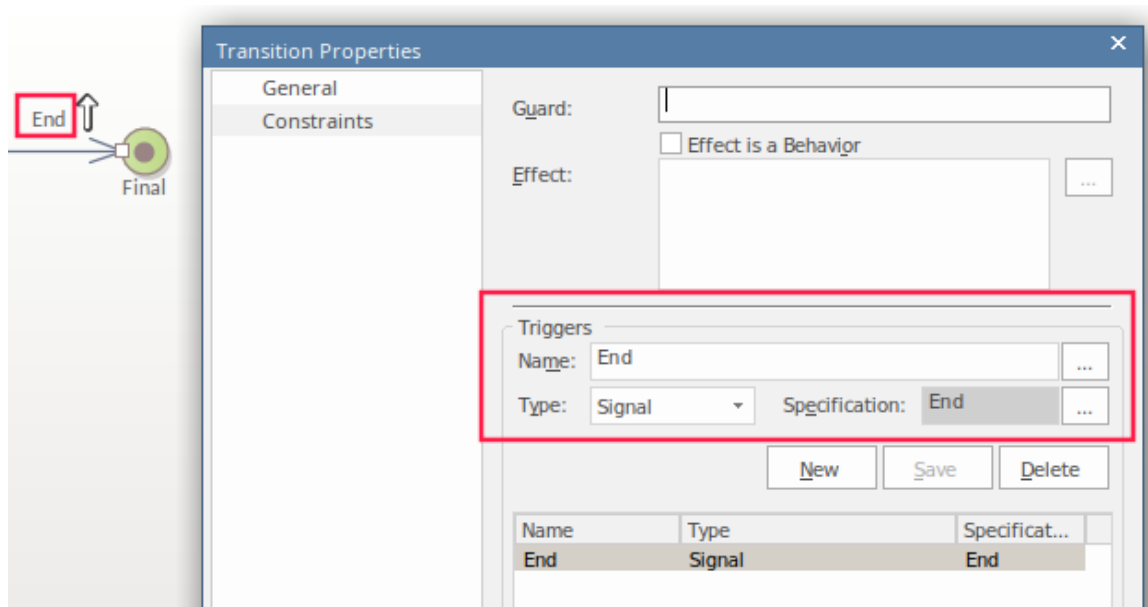 End
Final
Transition Properties
General
Constraints
Guard:
Effect is a Behavior
Effect:
...
Triggers
Name: End ...
Type: Signal Specification: End ...
New Save Delete
Name Type Specificat...
End Signal End